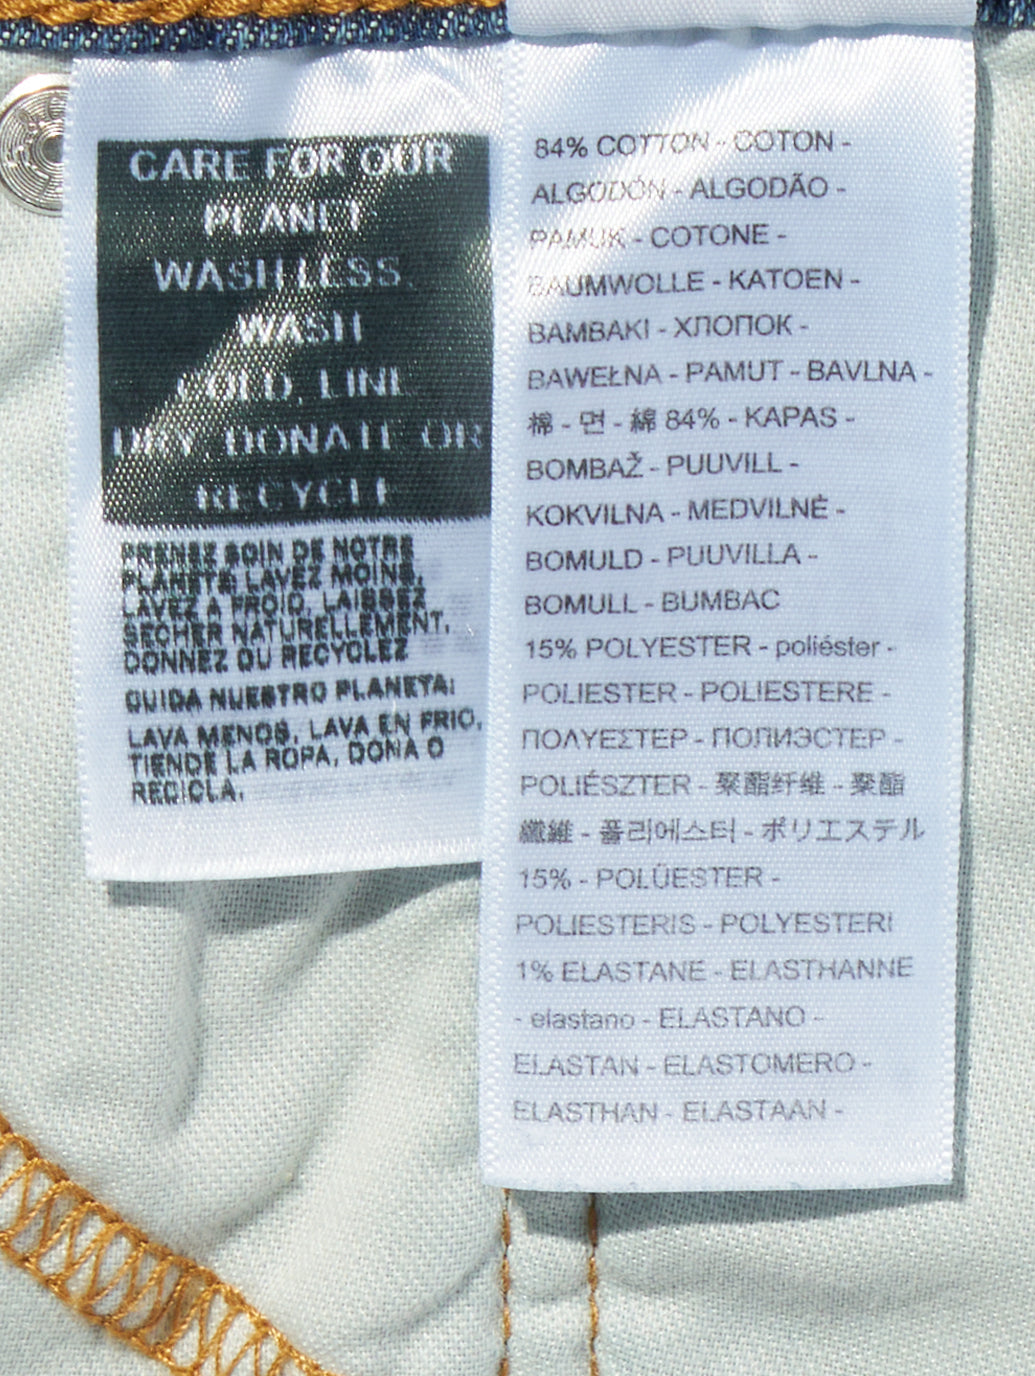 CARE FOR OUR
PLANET
WASH LESS,
WASH
COLD, LINE
DRY, DONATE OR
RECYCLE
PRENEZ SOIN DE NOTRE
PLANÈTE: LAVEZ MOINS,
LAVEZ A FROID, LAISSEZ
SECHER NATURELLEMENT,
DONNEZ OU RECYCLEZ
CUIDA NUESTRO PLANETA:
LAVA MENOS, LAVA EN FRIO,
TIENDE LA ROPA, DONA O
RECICLA.
84% COTTON - COTON -
ALGODÓN - ALGODÃO -
PAMUK - COTONE -
BAUMWOLLE - KATOEN -
BAMBAKI - ХЛОПОК -
BAWEŁNA - PAMUT - BAVLNA -
棉 - 면 - 綿 84% - KAPAS -
BOMBAŽ - PUUVILL -
KOKVILNA - MEDVILNĖ -
BOMULD - PUUVILLA -
BOMULL - BUMBAC
15% POLYESTER - poliéster -
POLIESTER - POLIESTERE -
ΠΟΛΥΕΣΤΕΡ - ПОЛИЭСТЕР -
POLIÉSZTER - 聚酯纤维 - 聚酯
纖維 - 폴리에스터 - ポリエステル
15% - POLÜESTER -
POLIESTERIS - POLYESTERI
1% ELASTANE - ELASTHANNE
- elastano - ELASTANO -
ELASTAN - ELASTOMERO -
ELASTHAN - ELASTAAN -